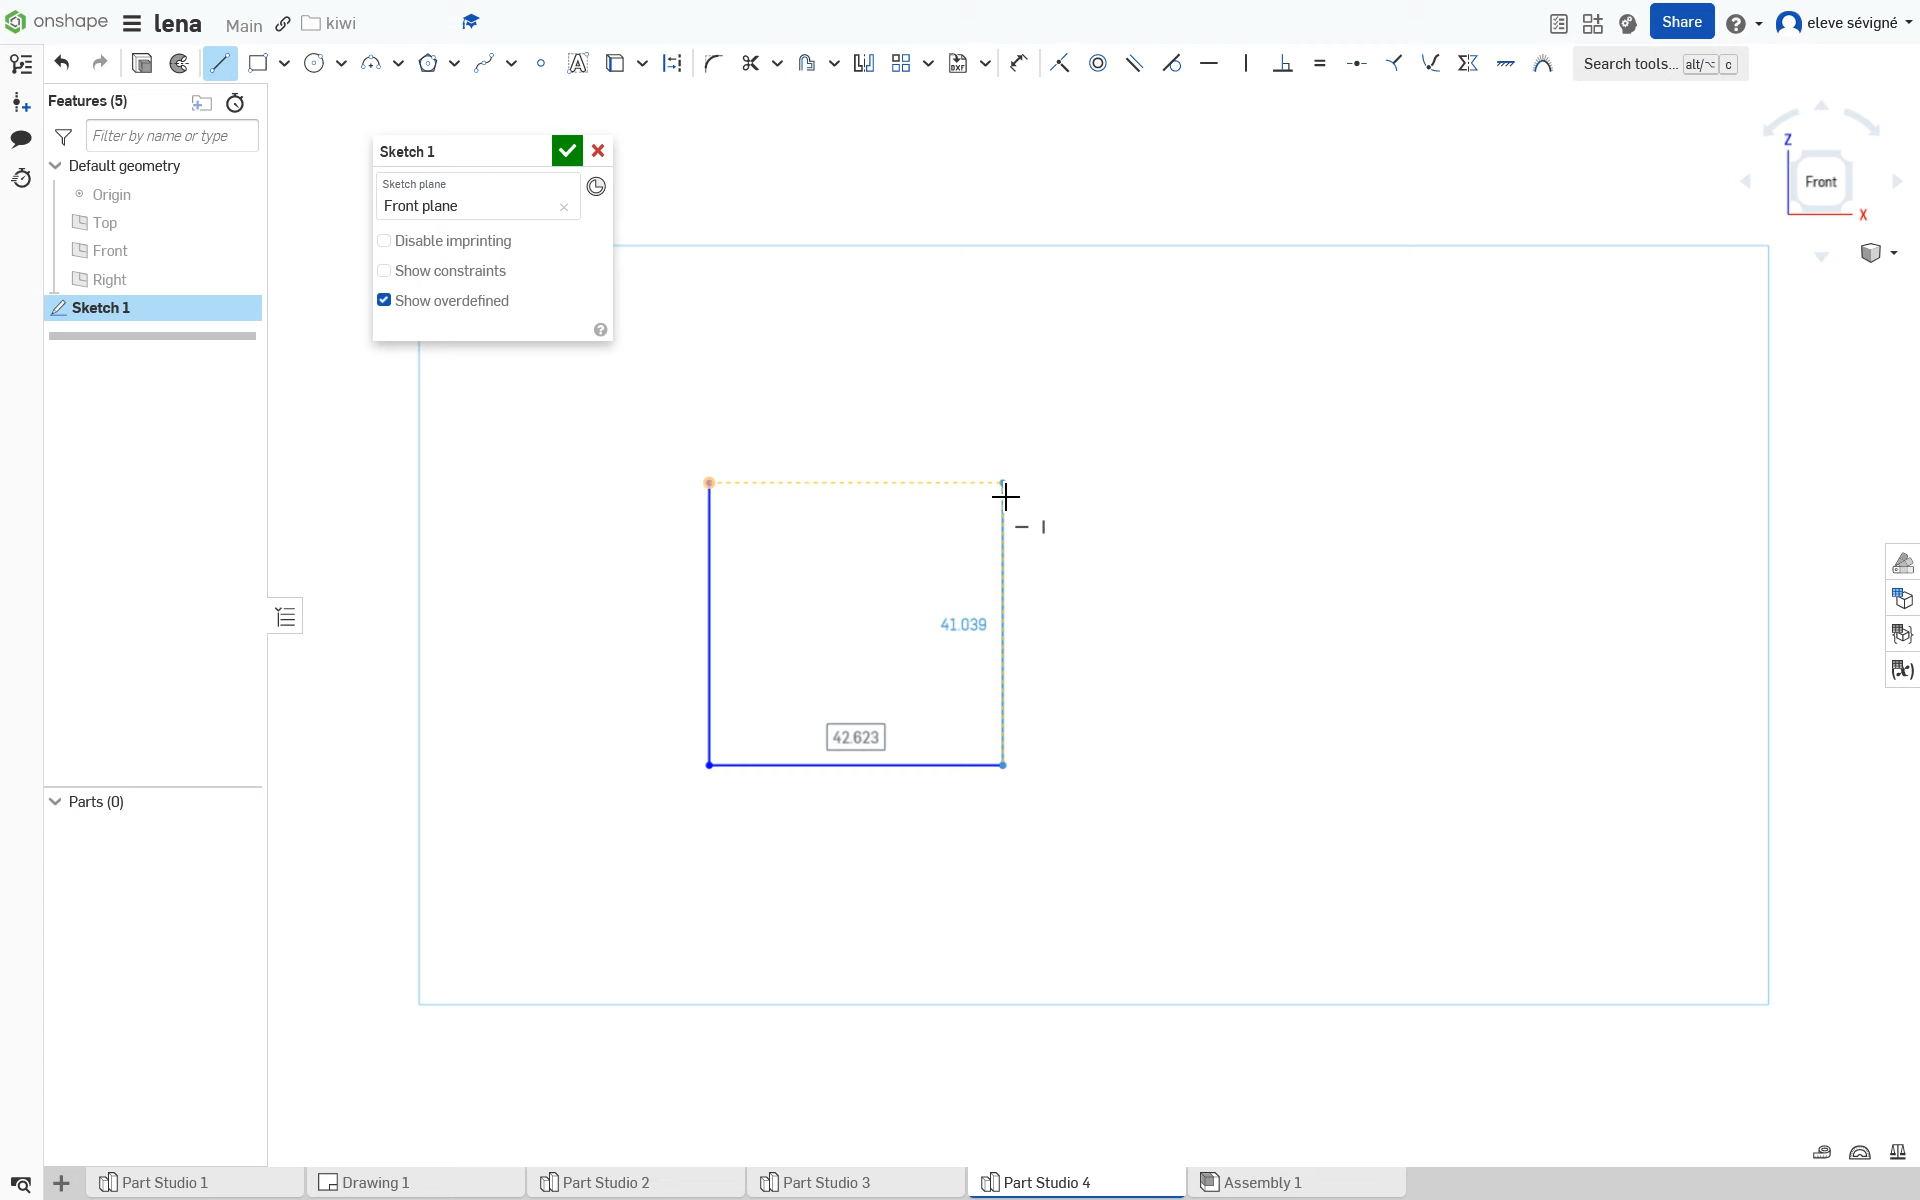 onshape lena Main kiwi Share eleve sévigné
Search tools... alt/⌥ c
Features (5)
Filter by name or type
Default geometry
Origin
Top
Front
Right
Sketch 1
Parts (0)
Sketch 1
Sketch plane
Front plane
Disable imprinting
Show constraints
Show overdefined
Z
Front
X
41.039
42.623
Part Studio 1
Drawing 1
Part Studio 2
Part Studio 3
Part Studio 4
Assembly 1